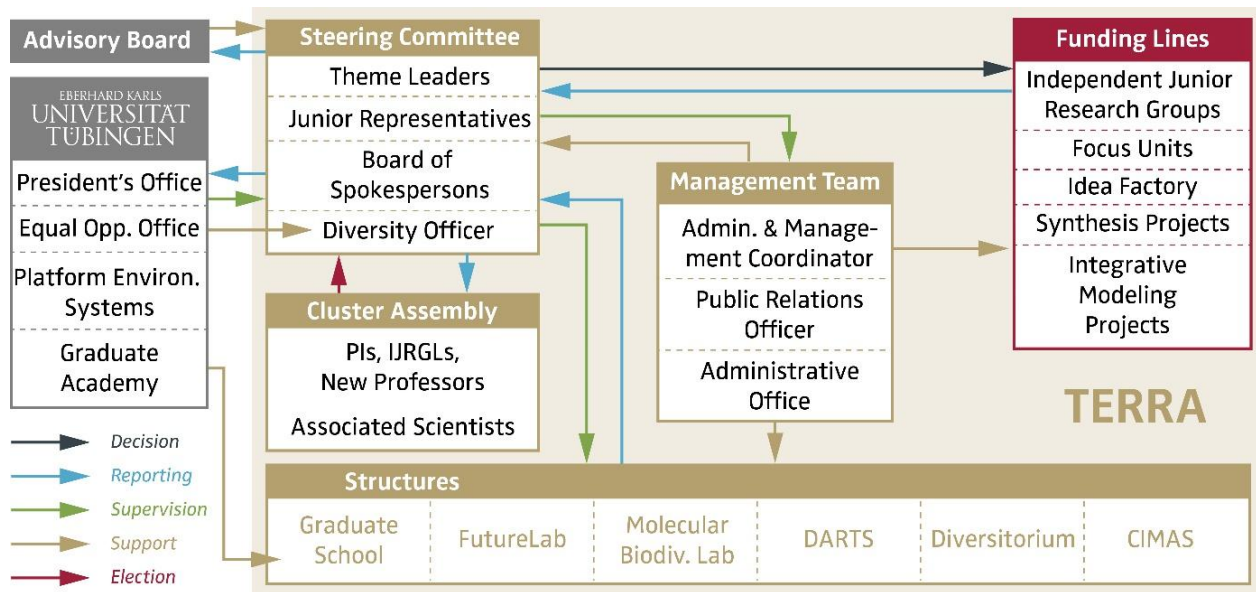 Advisory Board
EBERHARD KARLS
UNIVERSITÄT
TÜBINGEN
President's Office
Equal Opp. Office
Platform Environ.
Systems
Graduate
Academy
Decision
Reporting
Supervision
Support
Election
Steering Committee
Theme Leaders
Junior Representatives
Board of
Spokespersons
Diversity Officer
Cluster Assembly
PIs, IJRGLs,
New Professors
Associated Scientists
Management Team
Admin. & Manage-
ment Coordinator
Public Relations
Officer
Administrative
Office
Funding Lines
Independent Junior
Research Groups
Focus Units
Idea Factory
Synthesis Projects
Integrative
Modeling
Projects
TERRA
Structures
Graduate
School
FutureLab
Molecular
Biodiv. Lab
DARTS
Diversitorium
CIMAS